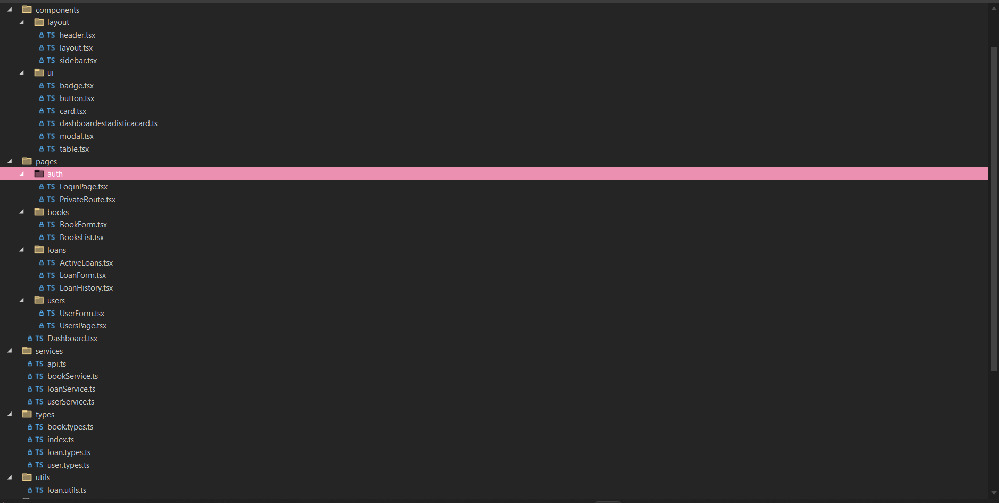 components
layout
TS header.tsx
TS layout.tsx
TS sidebar.tsx
ui
TS badge.tsx
TS button.tsx
TS card.tsx
TS dashboardestadisticacard.ts
TS modal.tsx
TS table.tsx
pages
auth
TS LoginPage.tsx
TS PrivateRoute.tsx
books
TS BookForm.tsx
TS BooksList.tsx
loans
TS ActiveLoans.tsx
TS LoanForm.tsx
TS LoanHistory.tsx
users
TS UserForm.tsx
TS UsersPage.tsx
TS Dashboard.tsx
services
TS api.ts
TS bookService.ts
TS loanService.ts
TS userService.ts
types
TS book.types.ts
TS index.ts
TS loan.types.ts
TS user.types.ts
utils
TS loan.utils.ts